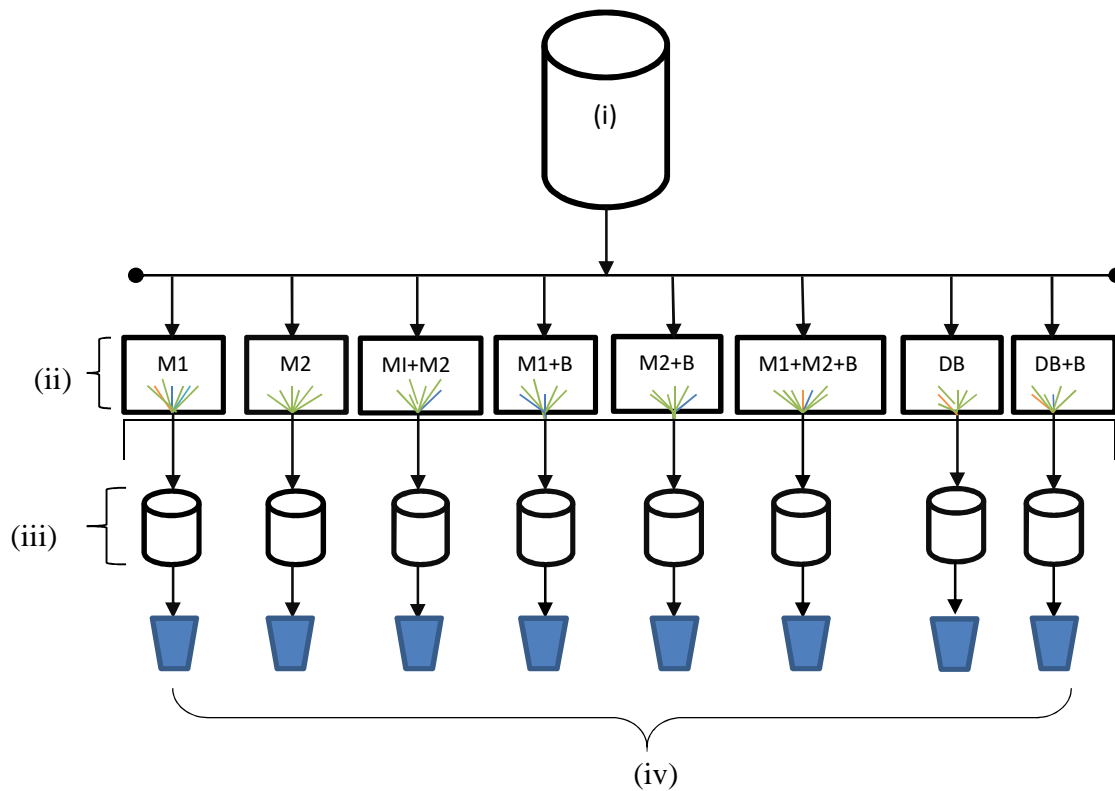 (i)
(ii) M1 M2 MI+M2 M1+B M2+B M1+M2+B DB DB+B
(iii)
(iv)